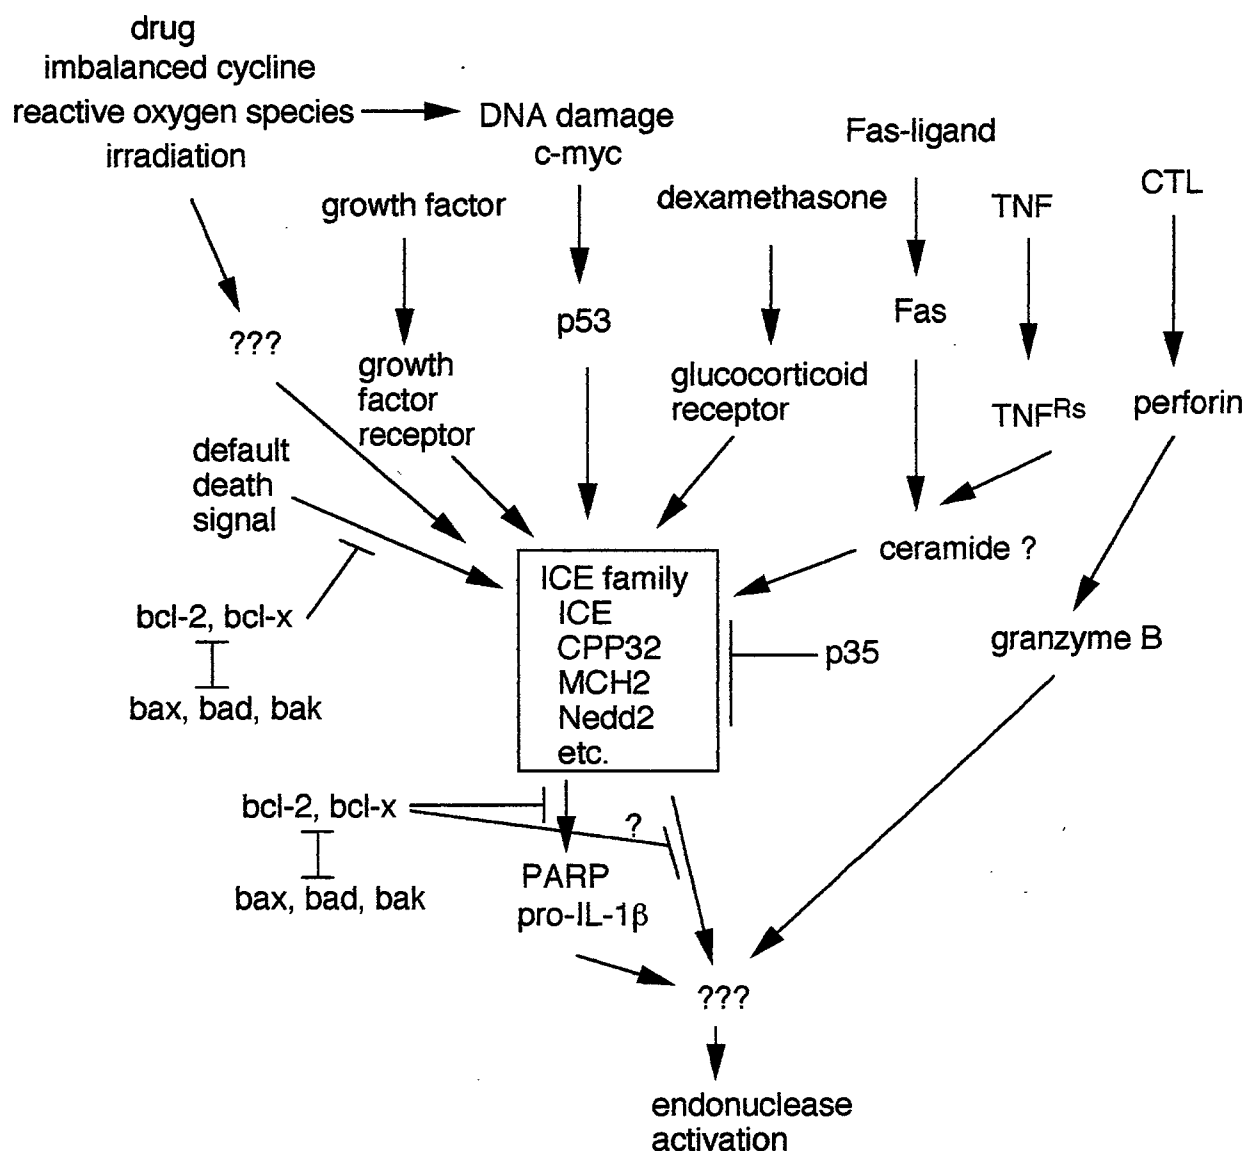 drug
imbalanced cycline
reactive oxygen species
irradiation
DNA damage
c-myc
Fas-ligand
CTL
growth factor
dexamethasone
TNF
???
p53
Fas
growth
factor
receptor
glucocorticoid
receptor
TNFRs
perforin
default
death
signal
ceramide ?
ICE family
ICE
CPP32
MCH2
Nedd2
etc.
bcl-2, bcl-x
bax, bad, bak
p35
granzyme B
bcl-2, bcl-x
?
bax, bad, bak
PARP
pro-IL-1β
???
endonuclease
activation